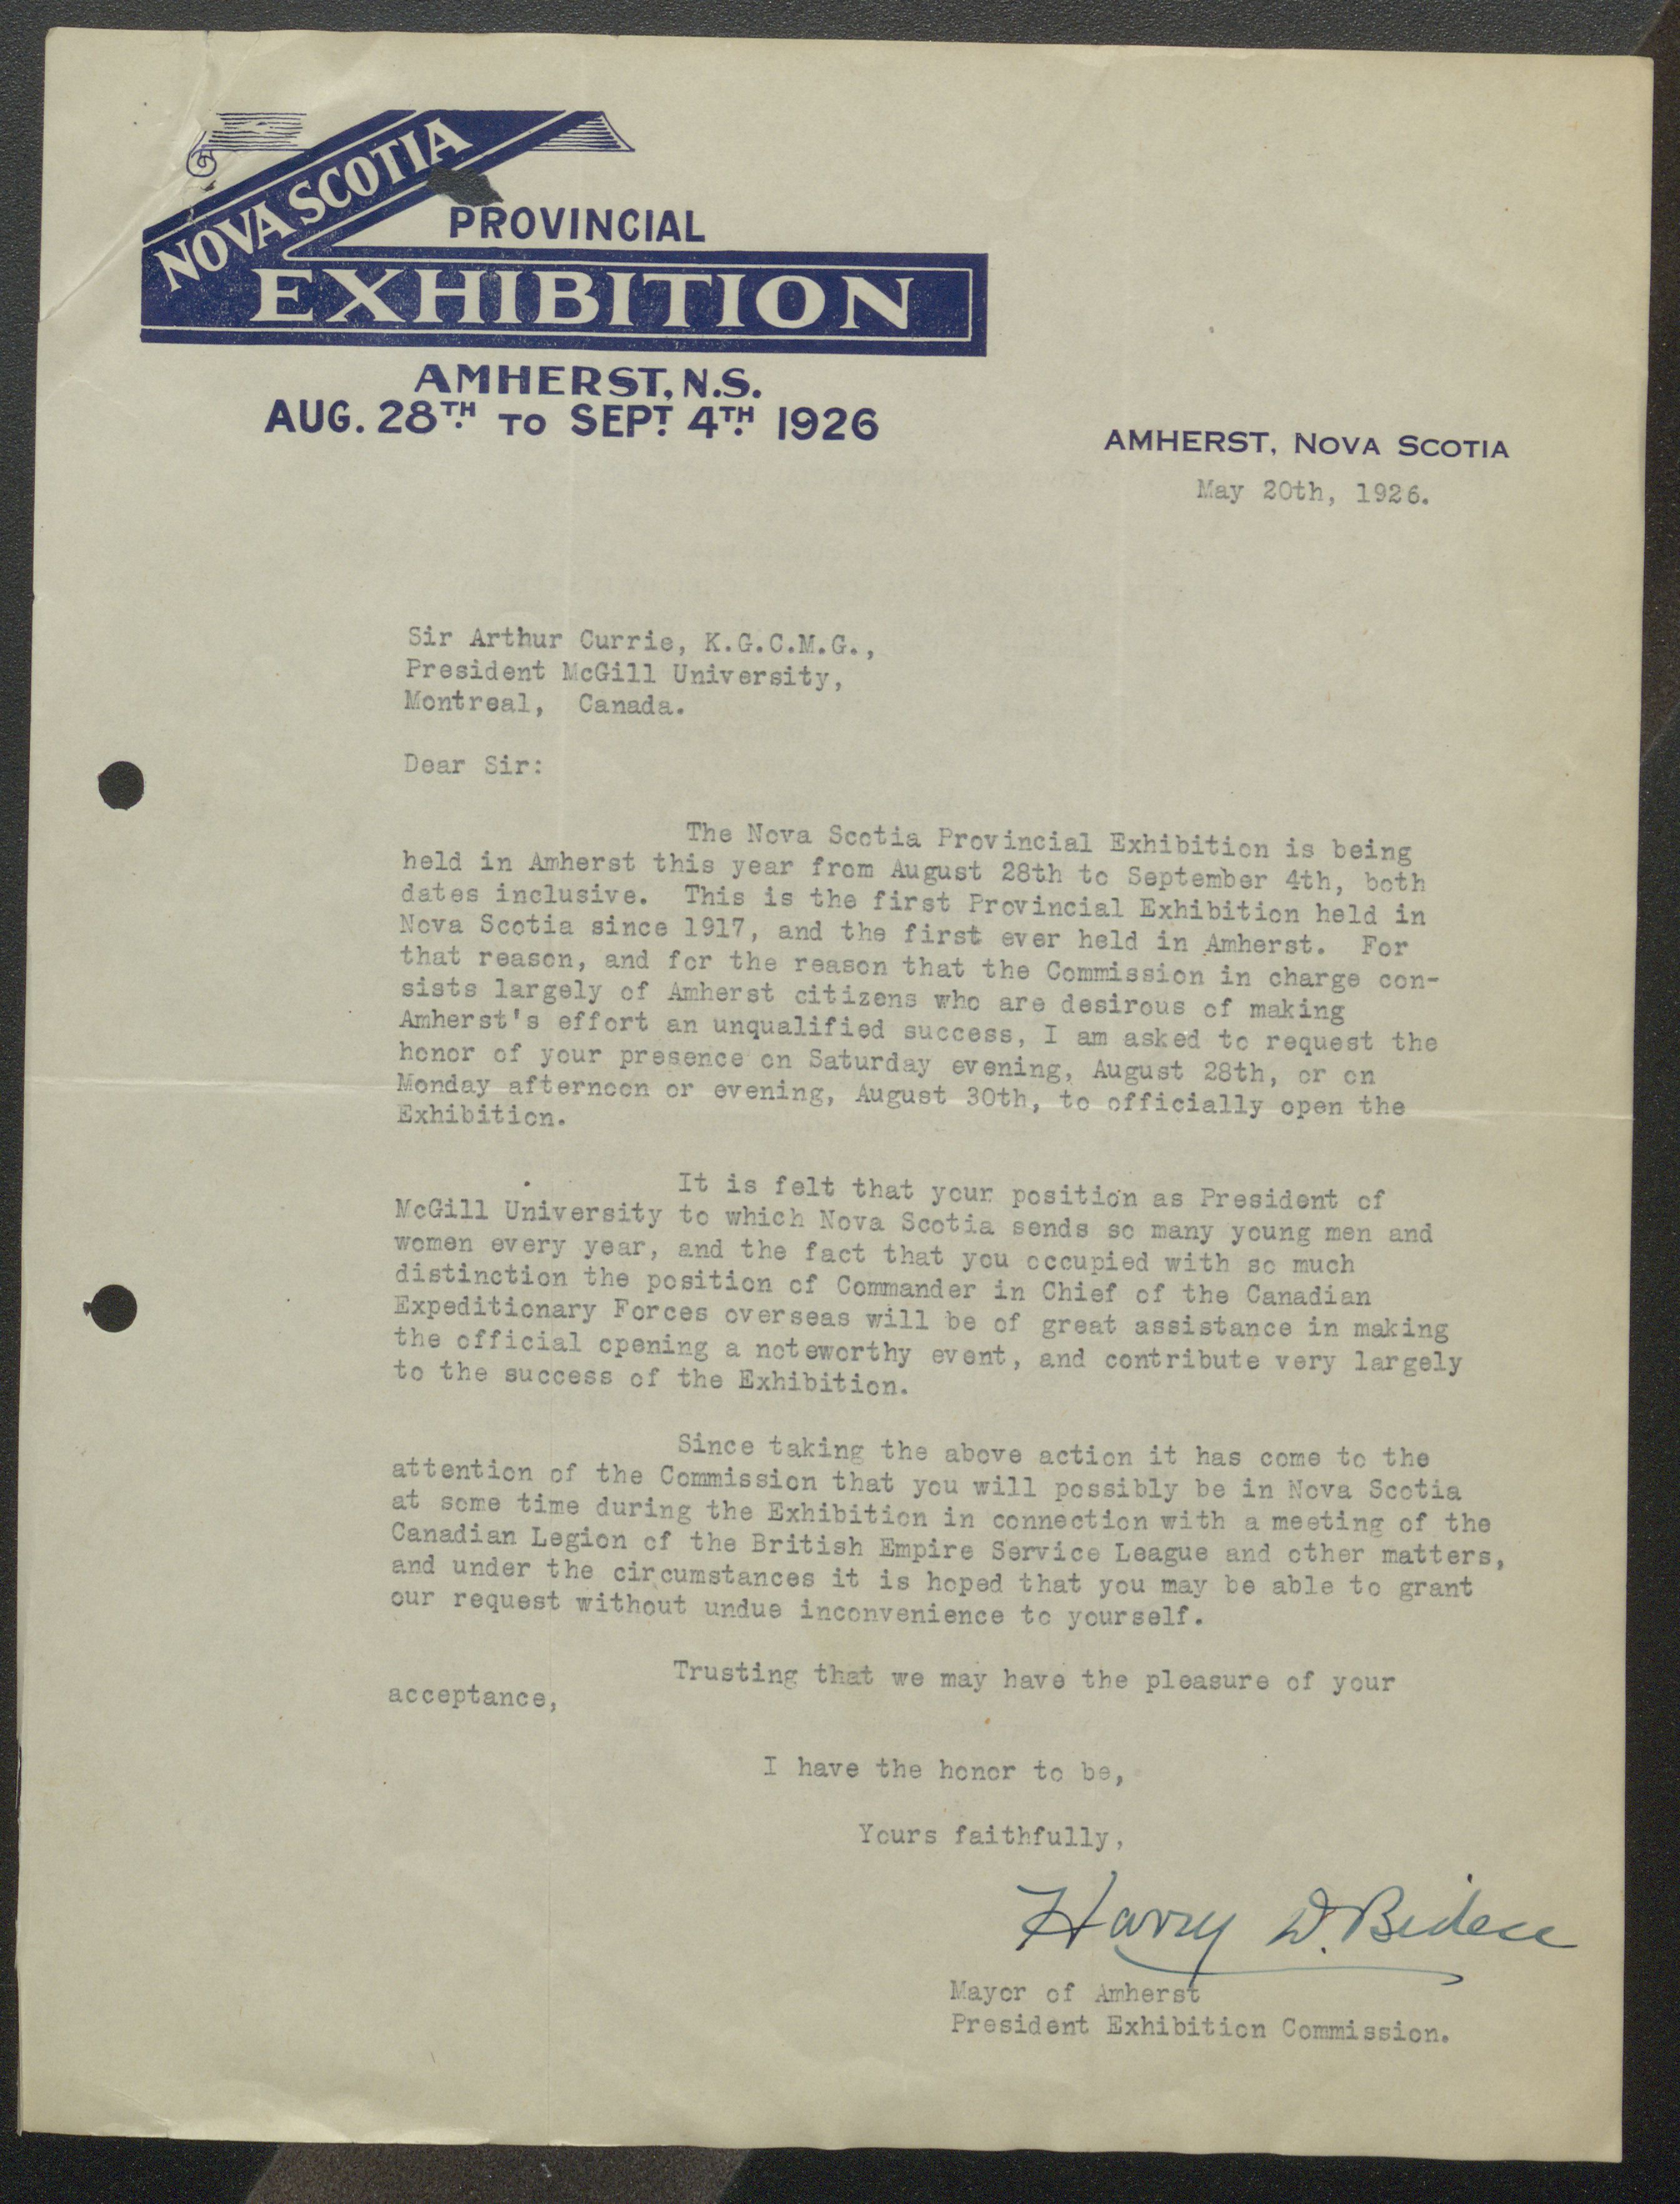 NOVA SCOTIA
PROVINCIAL
EXHIBITION
AMHERST, N.S.
AUG. 28TH TO SEPT. 4TH 1926
AMHERST, NOVA SCOTIA
May 20th, 1926.
Sir Arthur Currie, K.G.C.M.G.,
President McGill University,
Montreal, Canada.
Dear Sir:
The Nova Scotia Provincial Exhibition is being
held in Amherst this year from August 28th to September 4th, both
dates inclusive. This is the first Provincial Exhibition held in
Nova Scotia since 1917, and the first ever held in Amherst. For
that reason, and for the reason that the Commission in charge con-
sists largely of Amherst citizens who are desirous of making
Amherst's effort an unqualified success, I am asked to request the
honor of your presence on Saturday evening, August 28th, or on
Monday afternoon or evening, August 30th, to officially open the
Exhibition.
It is felt that your position as President of
McGill University to which Nova Scotia sends so many young men and
women every year, and the fact that you occupied with so much
distinction the position of Commander in Chief of the Canadian
Expeditionary Forces overseas will be of great assistance in making
the official opening a noteworthy event, and contribute very largely
to the success of the Exhibition.
Since taking the above action it has come to the
attention of the Commission that you will possibly be in Nova Scotia
at some time during the Exhibition in connection with a meeting of the
Canadian Legion of the British Empire Service League and other matters,
and under the circumstances it is hoped that you may be able to grant
our request without undue inconvenience to yourself.
Trusting that we may have the pleasure of your
acceptance,
I have the honor to be,
Yours faithfully,
Harry D.
Mayor of Amherst
President Exhibition Commission.